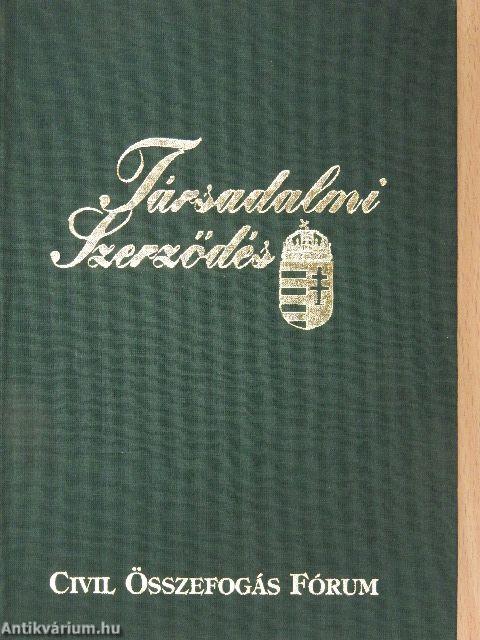 Társadalmi
Szerződés
CIVIL ÖSSZEFOGÁS FÓRUM
Antikvárium.hu